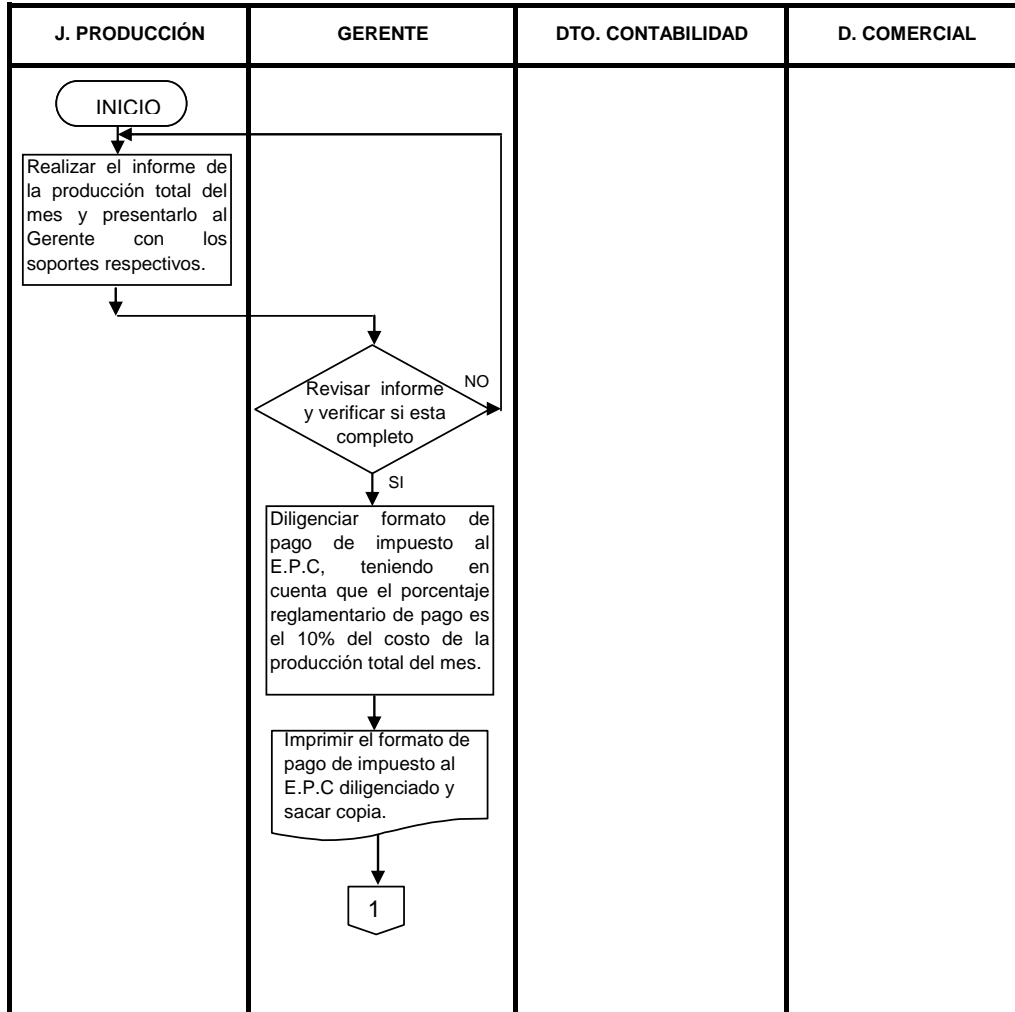 J. PRODUCCIÓN GERENTE DTO. CONTABILIDAD D. COMERCIAL
INICIO
Realizar el informe de
la producción total del
mes y presentarlo al
Gerente con los
soportes respectivos.
Revisar informe
y verificar si esta
completo
NO
SI
Diligenciar formato de
pago de impuesto al
E.P.C, teniendo en
cuenta que el porcentaje
reglamentario de pago es
el 10% del costo de la
producción total del mes.
Imprimir el formato de
pago de impuesto al
E.P.C diligenciado y
sacar copia.
1